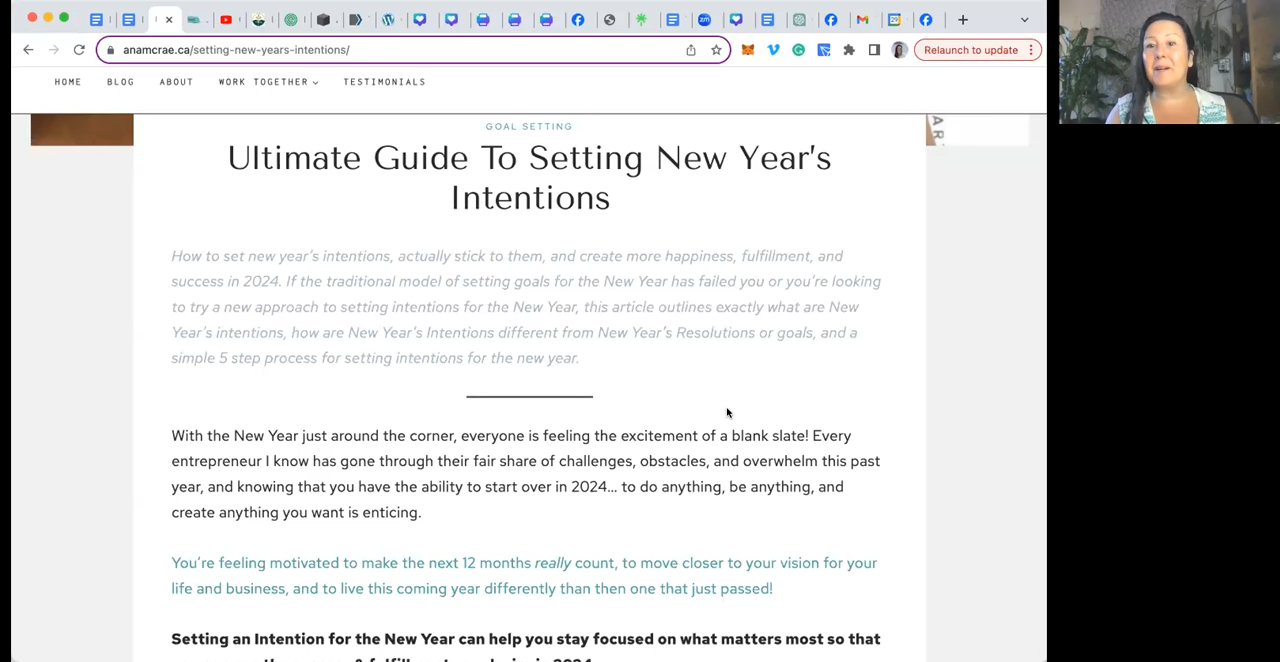 anamcrae.ca/setting-new-years-intentions/
Relaunch to update
HOME BLOG ABOUT WORK TOGETHER TESTIMONIALS
GOAL SETTING
Ultimate Guide To Setting New Year's
Intentions
How to set new year's intentions, actually stick to them, and create more happiness, fulfillment, and
success in 2024. If the traditional model of setting goals for the New Year has failed you or you're looking
to try a new approach to setting intentions for the New Year, this article outlines exactly what are New
Year's intentions, how are New Year's Intentions different from New Year's Resolutions or goals, and a
simple 5 step process for setting intentions for the new year.
With the New Year just around the corner, everyone is feeling the excitement of a blank slate! Every
entrepreneur I know has gone through their fair share of challenges, obstacles, and overwhelm this past
year, and knowing that you have the ability to start over in 2024... to do anything, be anything, and
create anything you want is enticing.
You're feeling motivated to make the next 12 months really count, to move closer to your vision for your
life and business, and to live this coming year differently than then one that just passed!
Setting an Intention for the New Year can help you stay focused on what matters most so that